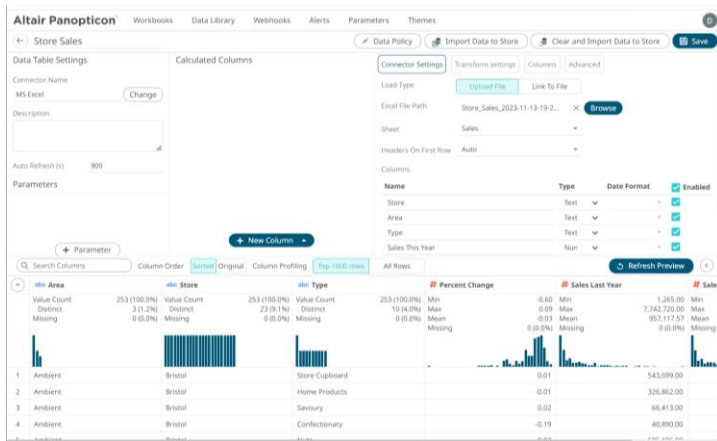 Altair Panopticon Workbooks Data Library Webhooks Alerts Parameters Themes D
← Store Sales Data Policy Import Data to Store Clear and Import Data to Store Save
Data Table Settings
Connector Name
MS Excel Change
Description
Auto Refresh (s) 900
Parameters
+ Parameter
Calculated Columns
+ New Column
Connector Settings Transform settings Columns Advanced
Load Type Upload File Link To File
Excel File Path Store_Sales_2023-11-13-19-2... × Browse
Sheet Sales
Headers On First Row Auto
Columns
Name Type Date Format Enabled
Store Text -
Area Text -
Type Text -
Sales This Year Nun -
Search Columns Column Order Sorted Original Column Profiling Top 1000 rows All Rows Refresh Preview
abc Area
Value Count 253 (100.0%)
Distinct 3 (1.2%)
Missing 0 (0.0%)
abc Store
Value Count 253 (100.0%)
Distinct 23 (9.1%)
Missing 0 (0.0%)
abc Type
Value Count 253 (100.0%)
Distinct 10 (4.0%)
Missing 0 (0.0%)
# Percent Change
Min -0.60
Max 0.09
Mean -0.03
Missing 0 (0.0%)
# Sales Last Year
Min 1,265.00
Max 7,742,720.00
Mean 957,117.57
Missing 0 (0.0%)
# Sale
Min
Max
Mean
Missing
1 Ambient Bristol Store Cupboard 0.01 543,699.00
2 Ambient Bristol Home Products -0.01 326,862.00
3 Ambient Bristol Savoury 0.02 66,413.00
4 Ambient Bristol Confectionary -0.19 40,890.00